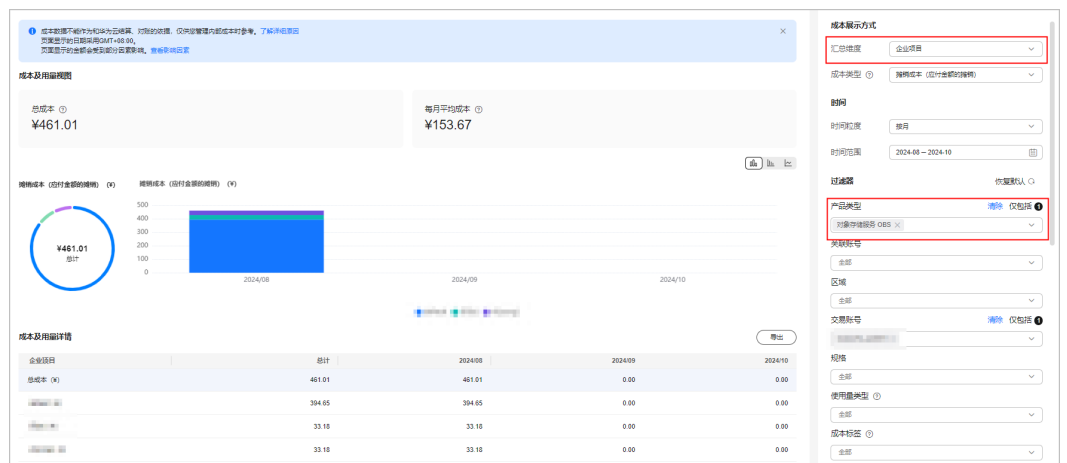 成本数据不能作为和华为云结算、对账的依据，仅供您管理内部成本时参考。了解详细原因
页面显示的日期采用GMT+08:00。
页面显示的金额会受到部分因素影响。查看影响因素
成本及用量视图
总成本
¥461.01
每月平均成本
¥153.67
摊销成本（应付金额的摊销）（¥）
摊销成本（应付金额的摊销）（¥）
¥461.01
总计
500
400
300
200
100
0
2024/08
2024/09
2024/10
成本及用量详情
导出
企业项目 总计 2024/08 2024/09 2024/10
总成本（¥） 461.01 461.01 0.00 0.00
394.65 394.65 0.00 0.00
33.18 33.18 0.00 0.00
33.18 33.18 0.00 0.00
成本展示方式
汇总维度 企业项目
成本类型 摊销成本（应付金额的摊销）
时间
时间粒度 按月
时间范围 2024-08 – 2024-10
过滤器 恢复默认
产品类型 清除 仅包括 1
对象存储服务 OBS ×
关联账号
全部
区域
全部
交易账号 清除 仅包括 1
规格
全部
使用量类型
全部
成本标签
全部